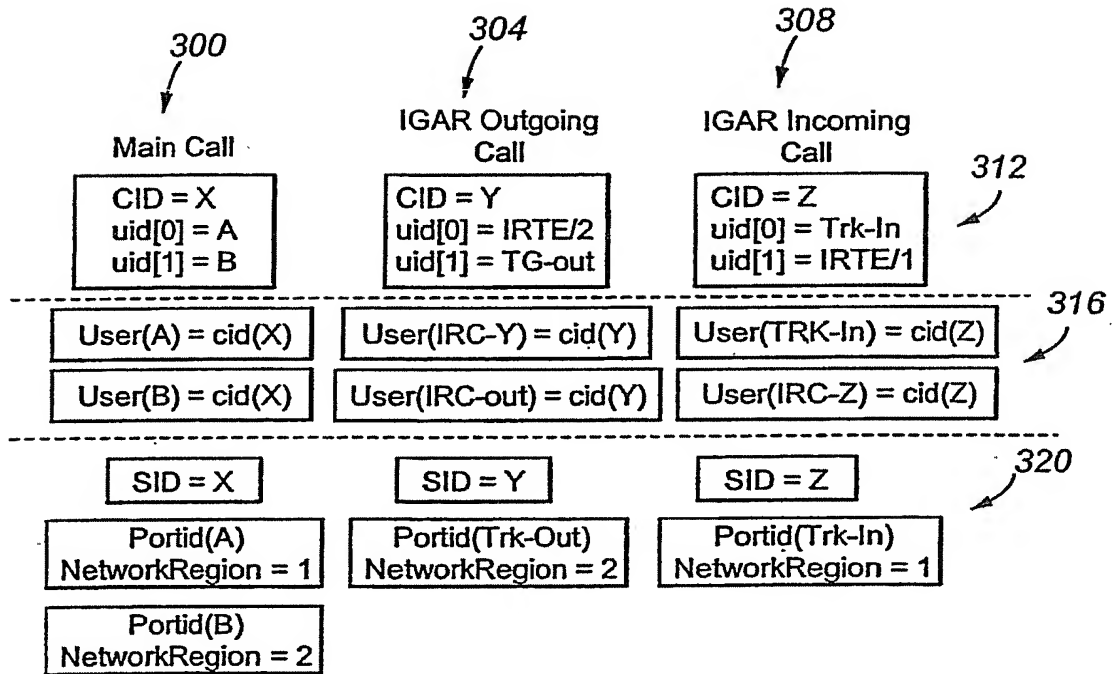 300
304
308
Main Call
IGAR Outgoing
Call
IGAR Incoming
Call
312
CID = X
uid[0] = A
uid[1] = B
CID = Y
uid[0] = IRTE/2
uid[1] = TG-out
CID = Z
uid[0] = Trk-In
uid[1] = IRTE/1
316
User(A) = cid(X)
User(IRC-Y) = cid(Y)
User(TRK-In) = cid(Z)
User(B) = cid(X)
User(IRC-out) = cid(Y)
User(IRC-Z) = cid(Z)
320
SID = X
SID = Y
SID = Z
Portid(A)
NetworkRegion = 1
Portid(Trk-Out)
NetworkRegion = 2
Portid(Trk-In)
NetworkRegion = 1
Portid(B)
NetworkRegion = 2